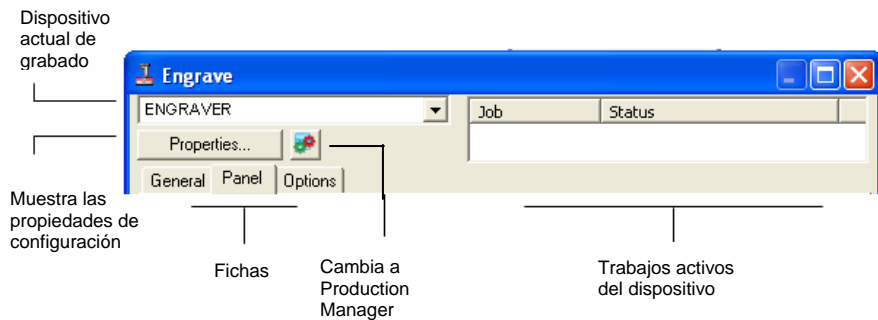 Dispositivo
actual de
grabado
Engrave
ENGRAVER
Job Status
Properties...
General Panel Options
Muestra las
propiedades de
configuración
Fichas
Cambia a
Production
Manager
Trabajos activos
del dispositivo